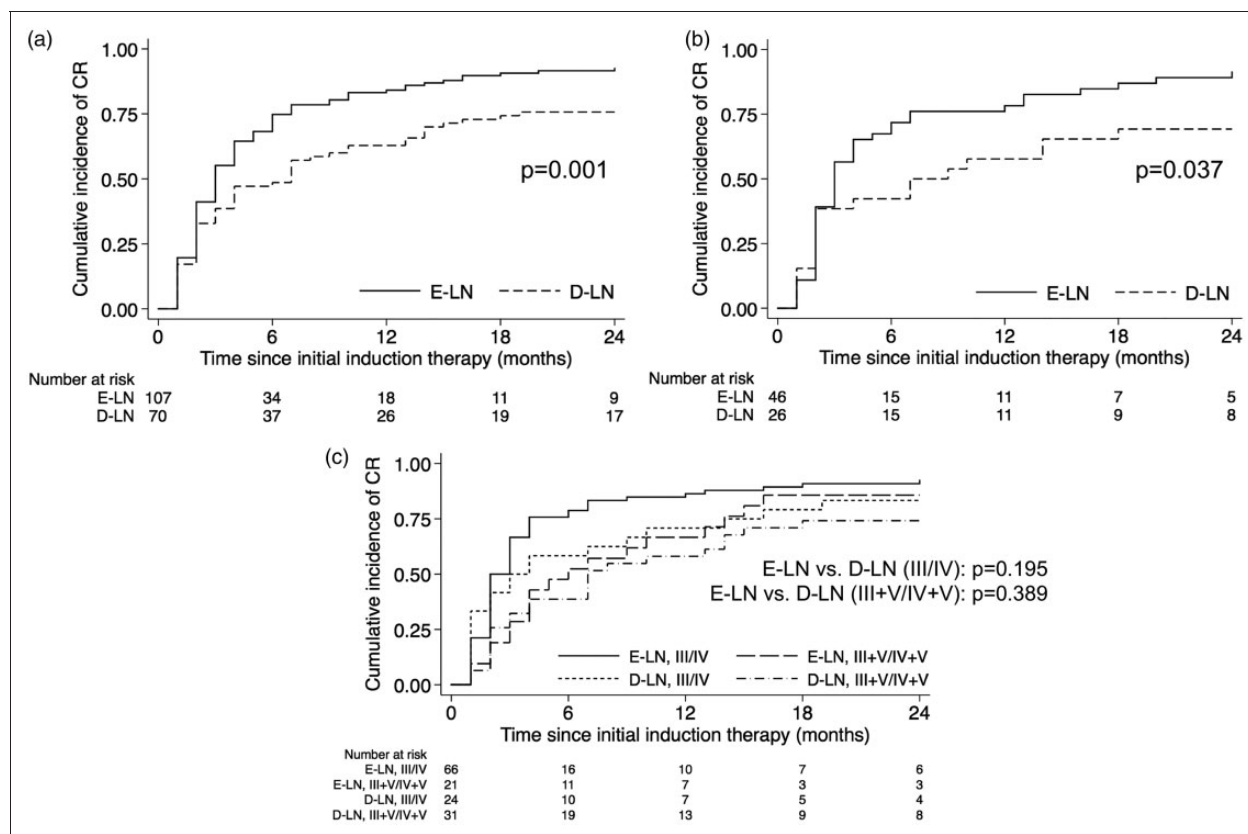 (a)
1.00
0.75
0.50
0.25
0.00
Cumulative incidence of CR
p=0.001
E-LN D-LN
0 6 12 18 24
Time since initial induction therapy (months)
Number at risk
E-LN 107 34 18 11 9
D-LN 70 37 26 19 17
(b)
1.00
0.75
0.50
0.25
0.00
Cumulative incidence of CR
p=0.037
E-LN D-LN
0 6 12 18 24
Time since initial induction therapy (months)
Number at risk
E-LN 46 15 11 7 5
D-LN 26 15 11 9 8
(c)
1.00
0.75
0.50
0.25
0.00
Cumulative incidence of CR
E-LN vs. D-LN (III/IV): p=0.195
E-LN vs. D-LN (III+V/IV+V): p=0.389
E-LN, III/IV E-LN, III+V/IV+V
D-LN, III/IV D-LN, III+V/IV+V
0 6 12 18 24
Time since initial induction therapy (months)
Number at risk
E-LN, III/IV 66 16 10 7 6
E-LN, III+V/IV+V 21 11 7 3 3
D-LN, III/IV 24 10 7 5 4
D-LN, III+V/IV+V 31 19 13 9 8